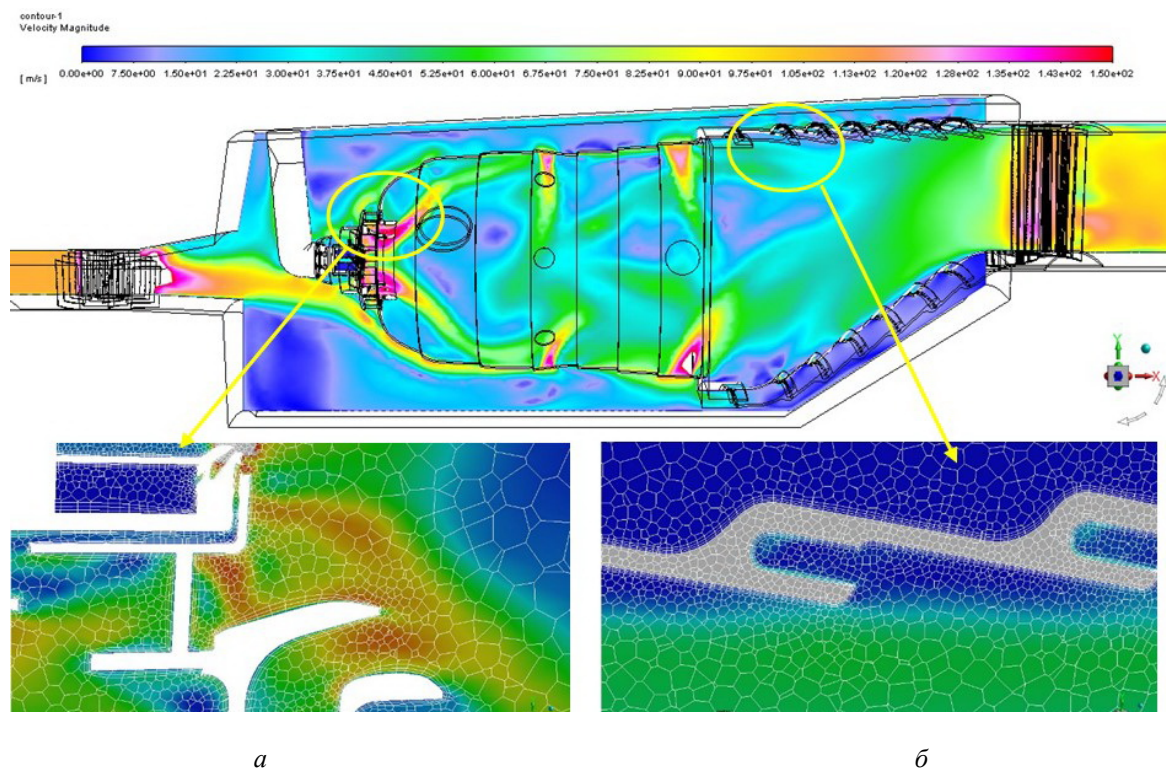 contour-1
Velocity Magnitude
[ m/s ]
0.00e+00 7.50e+00 1.50e+01 2.25e+01 3.00e+01 3.75e+01 4.50e+01 5.25e+01 6.00e+01 6.75e+01 7.50e+01 8.25e+01 9.00e+01 9.75e+01 1.05e+02 1.13e+02 1.20e+02 1.28e+02 1.35e+02 1.43e+02 1.50e+02
Y
X
а
б